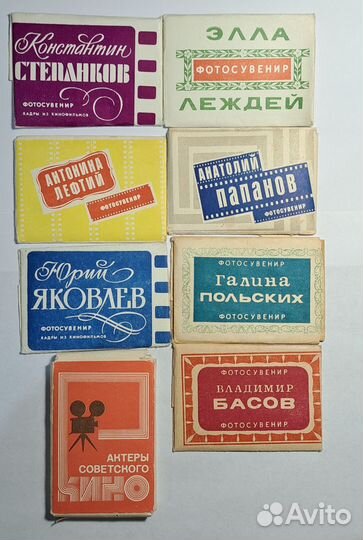 Константин
СТЕПАНКОВ
ФОТОСУВЕНИР
КАДРЫ ИЗ КИНОФИЛЬМОВ
ЭЛЛА
ФОТОСУВЕНИР
ЛЕЖДЕЙ
АНТОНИНА
ЛЕФТИЙ
ФОТОСУВЕНИР
АНАТОЛИЙ
ПАПАНОВ
ФОТОСУВЕНИР
Юрий
ЯКОВЛЕВ
ФОТОСУВЕНИР
КАДРЫ ИЗ КИНОФИЛЬМОВ
ФОТОСУВЕНИР
ГАЛИНА
ПОЛЬСКИХ
ФОТОСУВЕНИР
ФОТОСУВЕНИР
ВЛАДИМИР
БАСОВ
ФОТОСУВЕНИР
АКТЕРЫ
СОВЕТСКОГО
КИНО
Avito